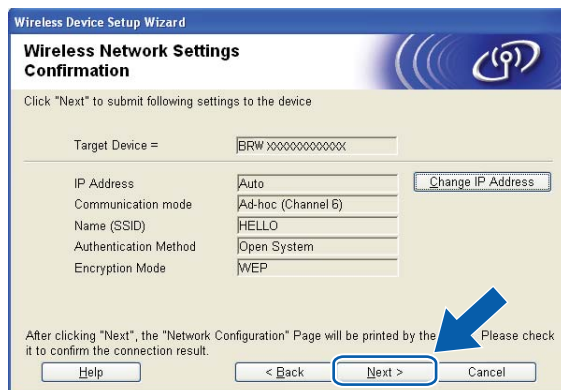 Wireless Device Setup Wizard
Wireless Network Settings
Confirmation
Click "Next" to submit following settings to the device
Target Device =
BRW XXXXXXXXXXXX
IP Address
Auto
Change IP Address
Communication mode
Ad-hoc (Channel 6)
Name (SSID)
HELLO
Authentication Method
Open System
Encryption Mode
WEP
After clicking "Next", the "Network Configuration" Page will be printed by the Please check
it to confirm the connection result.
Help
< Back
Next >
Cancel